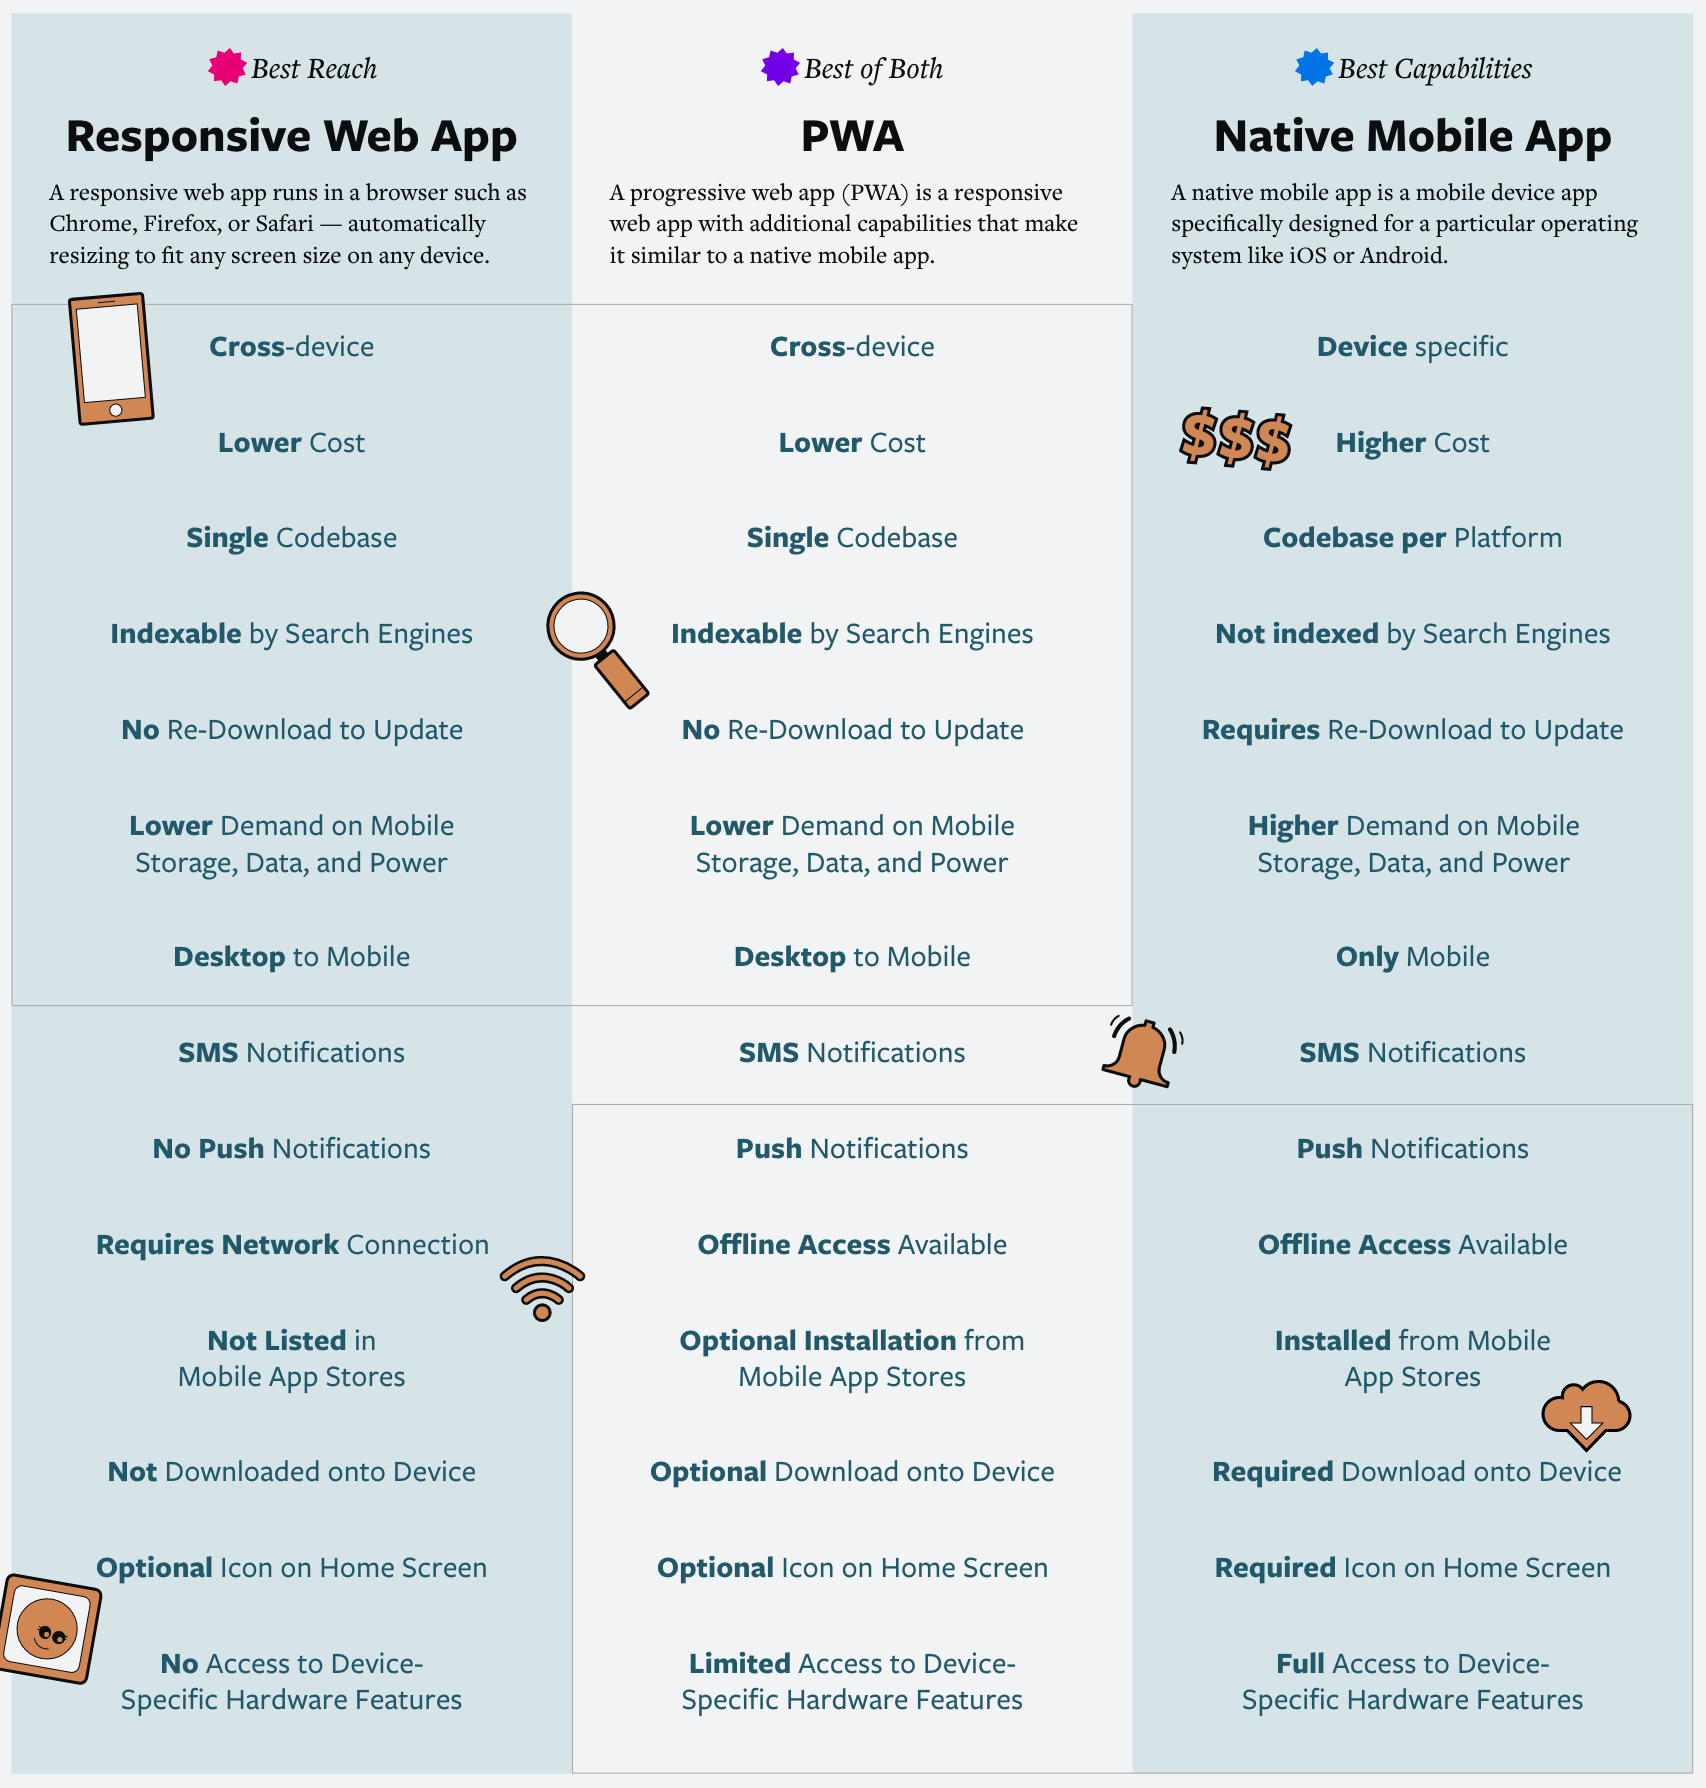 Best Reach
Responsive Web App
A responsive web app runs in a browser such as
Chrome, Firefox, or Safari — automatically
resizing to fit any screen size on any device.
Best of Both
PWA
A progressive web app (PWA) is a responsive
web app with additional capabilities that make
it similar to a native mobile app.
Best Capabilities
Native Mobile App
A native mobile app is a mobile device app
specifically designed for a particular operating
system like iOS or Android.
Cross-device
Cross-device
Device specific
Lower Cost
Lower Cost
$$$
Higher Cost
Single Codebase
Single Codebase
Codebase per Platform
Indexable by Search Engines
Indexable by Search Engines
Not indexed by Search Engines
No Re-Download to Update
No Re-Download to Update
Requires Re-Download to Update
Lower Demand on Mobile
Storage, Data, and Power
Lower Demand on Mobile
Storage, Data, and Power
Higher Demand on Mobile
Storage, Data, and Power
Desktop to Mobile
Desktop to Mobile
Only Mobile
SMS Notifications
SMS Notifications
SMS Notifications
No Push Notifications
Push Notifications
Push Notifications
Requires Network Connection
Offline Access Available
Offline Access Available
Not Listed in
Mobile App Stores
Optional Installation from
Mobile App Stores
Installed from Mobile
App Stores
Not Downloaded onto Device
Optional Download onto Device
Required Download onto Device
Optional Icon on Home Screen
Optional Icon on Home Screen
Required Icon on Home Screen
No Access to Device-
Specific Hardware Features
Limited Access to Device-
Specific Hardware Features
Full Access to Device-
Specific Hardware Features